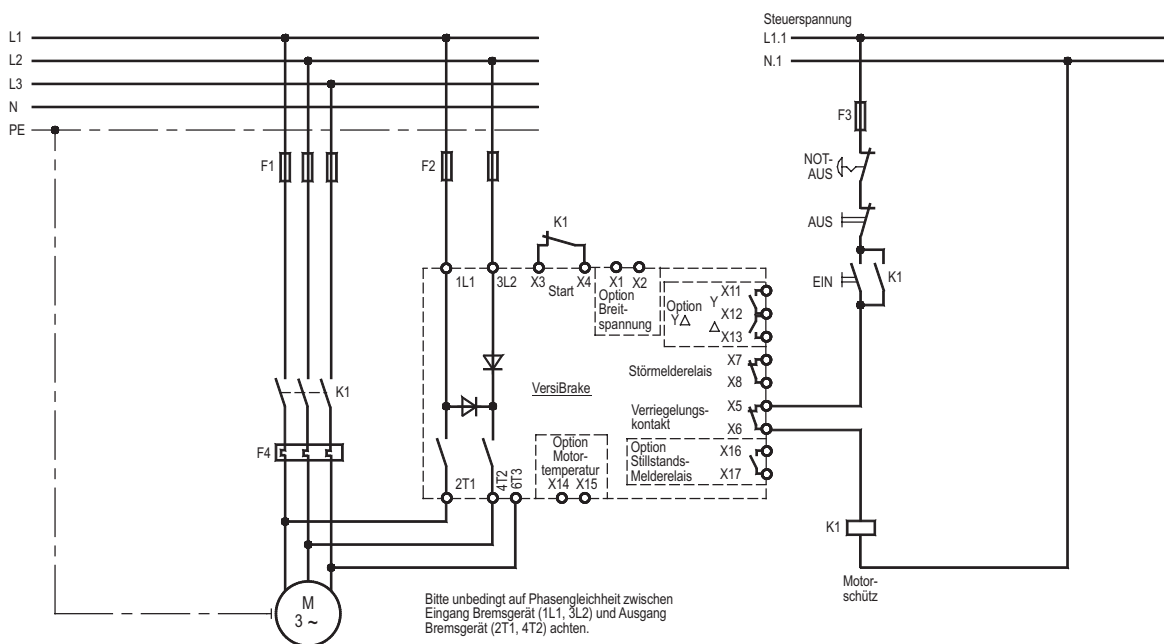 Steuerspannung
L1
L1.1
L2
N.1
L3
N
PE
F1
F2
F3
NOT-
AUS
AUS
K1
EIN
K1
1L1
3L2
X3
X4
Start
X1
X2
Option
Breit-
spannung
Option
Y△
Y
△
X11
X12
X13
Störmelderelais
X7
X8
K1
VersiBrake
Verriegelungs-
kontakt
X5
X6
F4
Option
Motor-
temperatur
X14 X15
Option
Stillstands-
Melderelais
X16
X17
2T1
4T2
6T3
K1
M
3 ~
Motor-
schütz
Bitte unbedingt auf Phasengleichheit zwischen
Eingang Bremsgerät (1L1, 3L2) und Ausgang
Bremsgerät (2T1, 4T2) achten.